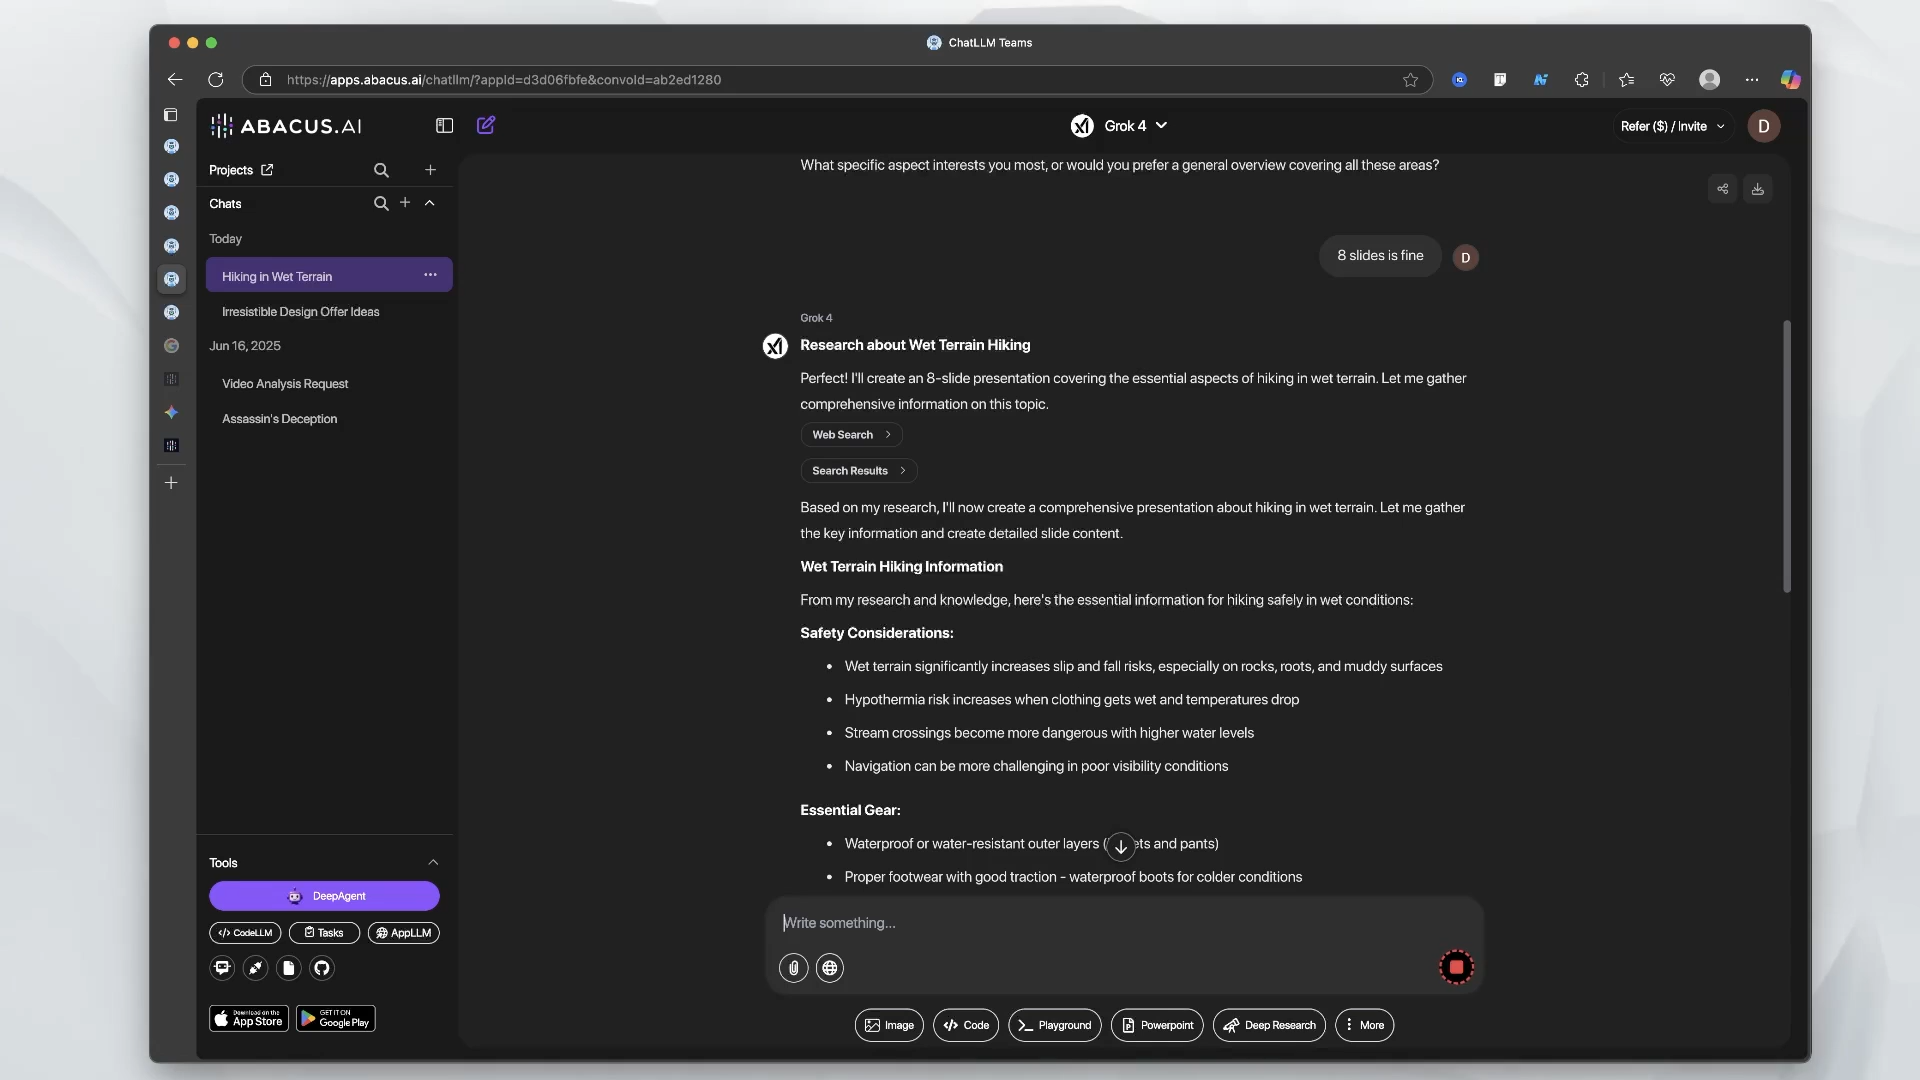 ChatLLM Teams
https://apps.abacus.ai/chatllm/?appId=d3d06fbfe&convoId=ab2ed1280
ABACUS.AI
Grok 4
Refer ($) / Invite
D
Projects
Chats
Today
Hiking in Wet Terrain
Irresistible Design Offer Ideas
Jun 16, 2025
Video Analysis Request
Assassin's Deception
What specific aspect interests you most, or would you prefer a general overview covering all these areas?
8 slides is fine
D
Grok 4
Research about Wet Terrain Hiking
Perfect! I'll create an 8-slide presentation covering the essential aspects of hiking in wet terrain. Let me gather
comprehensive information on this topic.
Web Search
Search Results
Based on my research, I'll now create a comprehensive presentation about hiking in wet terrain. Let me gather
the key information and create detailed slide content.
Wet Terrain Hiking Information
From my research and knowledge, here's the essential information for hiking safely in wet conditions:
Safety Considerations:
• Wet terrain significantly increases slip and fall risks, especially on rocks, roots, and muddy surfaces
• Hypothermia risk increases when clothing gets wet and temperatures drop
• Stream crossings become more dangerous with higher water levels
• Navigation can be more challenging in poor visibility conditions
Essential Gear:
• Waterproof or water-resistant outer layers ( and pants)
• Proper footwear with good traction - waterproof boots for colder conditions
Write something...
Image
Code
Playground
Powerpoint
Deep Research
More
Tools
DeepAgent
CodeLLM
Tasks
AppLLM
Download on the
App Store
GET IT ON
Google Play